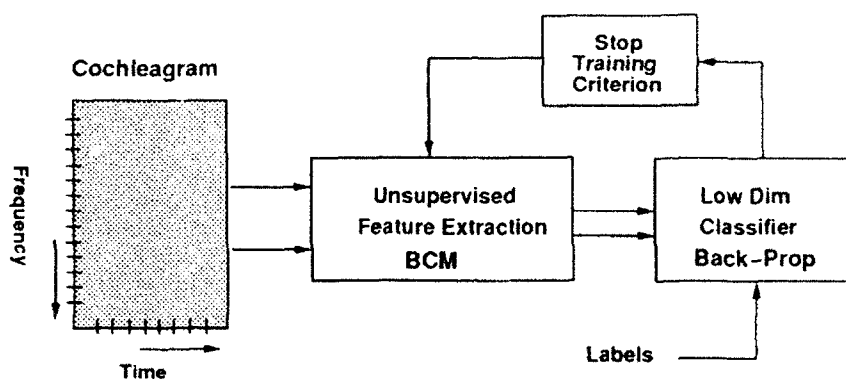 Cochleagram
Frequency
Time
Unsupervised
Feature Extraction
BCM
Stop
Training
Criterion
Low Dim
Classifier
Back-Prop
Labels